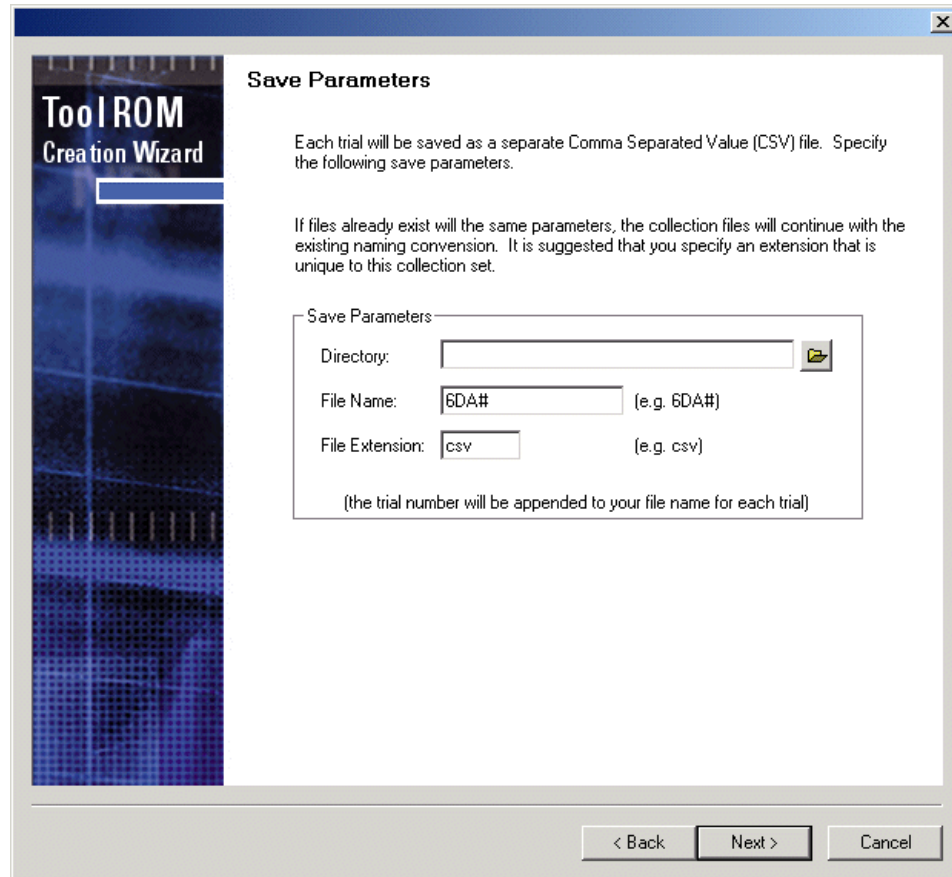 Tool ROM
Creation Wizard
Save Parameters
Each trial will be saved as a separate Comma Separated Value (CSV) file. Specify
the following save parameters.
If files already exist will the same parameters, the collection files will continue with the
existing naming convention. It is suggested that you specify an extension that is
unique to this collection set.
Save Parameters
Directory:
File Name: 6DA# (e.g. 6DA#)
File Extension: csv (e.g. csv)
(the trial number will be appended to your file name for each trial)
< Back Next > Cancel